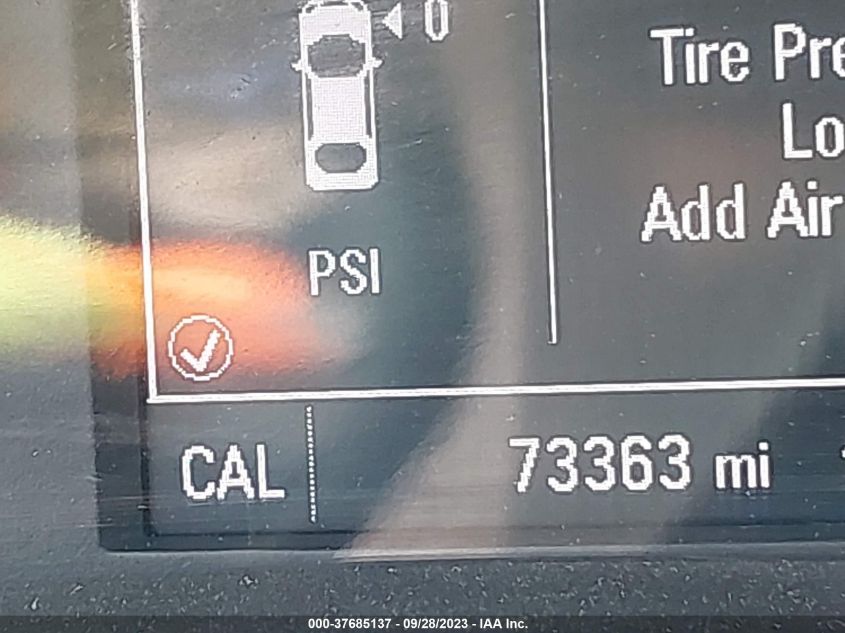 0
Tire Pre
Lo
Add Air
PSI
CAL
73363 mi
000-37685137 - 09/28/2023 - IAA Inc.